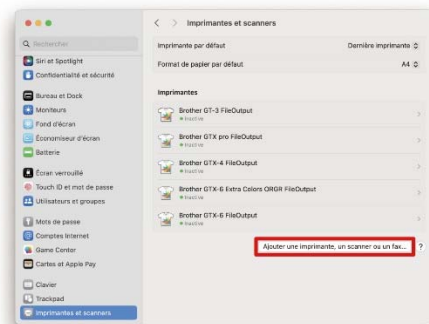 Imprimantes et scanners
Rechercher
Siri et Spotlight
Confidentialité et sécurité
Bureau et Dock
Moniteurs
Fond d'écran
Économiseur d'écran
Batterie
Écran verrouillé
Touch ID et mot de passe
Utilisateurs et groupes
Mots de passe
Comptes Internet
Game Center
Cartes et Apple Pay
Clavier
Trackpad
Imprimantes et scanners
Imprimante par défaut Dernière imprimante
Format de papier par défaut A4
Imprimantes
Brother GT-3 FileOutput
Inactive
Brother GTX pro FileOutput
Inactive
Brother GTX-4 FileOutput
Inactive
Brother GTX-6 Extra Colors ORGR FileOutput
Inactive
Brother GTX-6 FileOutput
Inactive
Ajouter une imprimante, un scanner ou un fax... ?